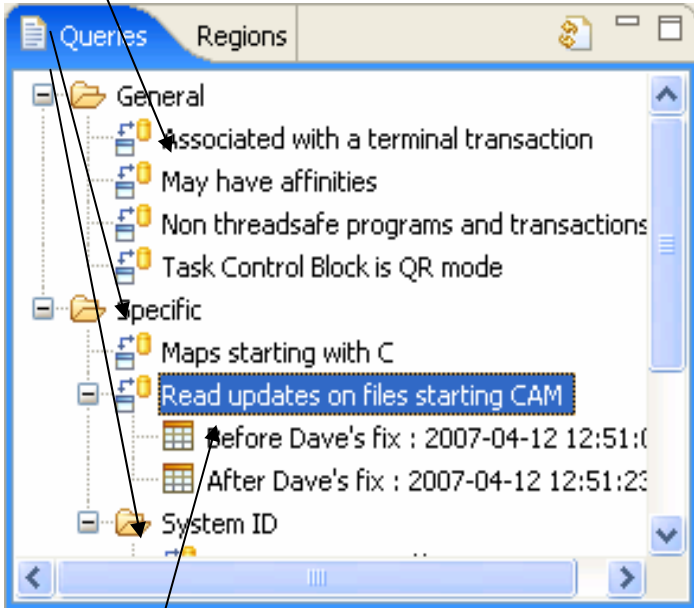 Queries Regions
General
Associated with a terminal transaction
May have affinities
Non threadsafe programs and transactions
Task Control Block is QR mode
Specific
Maps starting with C
Read updates on files starting CAM
Before Dave's fix : 2007-04-12 12:51:
After Dave's fix : 2007-04-12 12:51:23
System ID